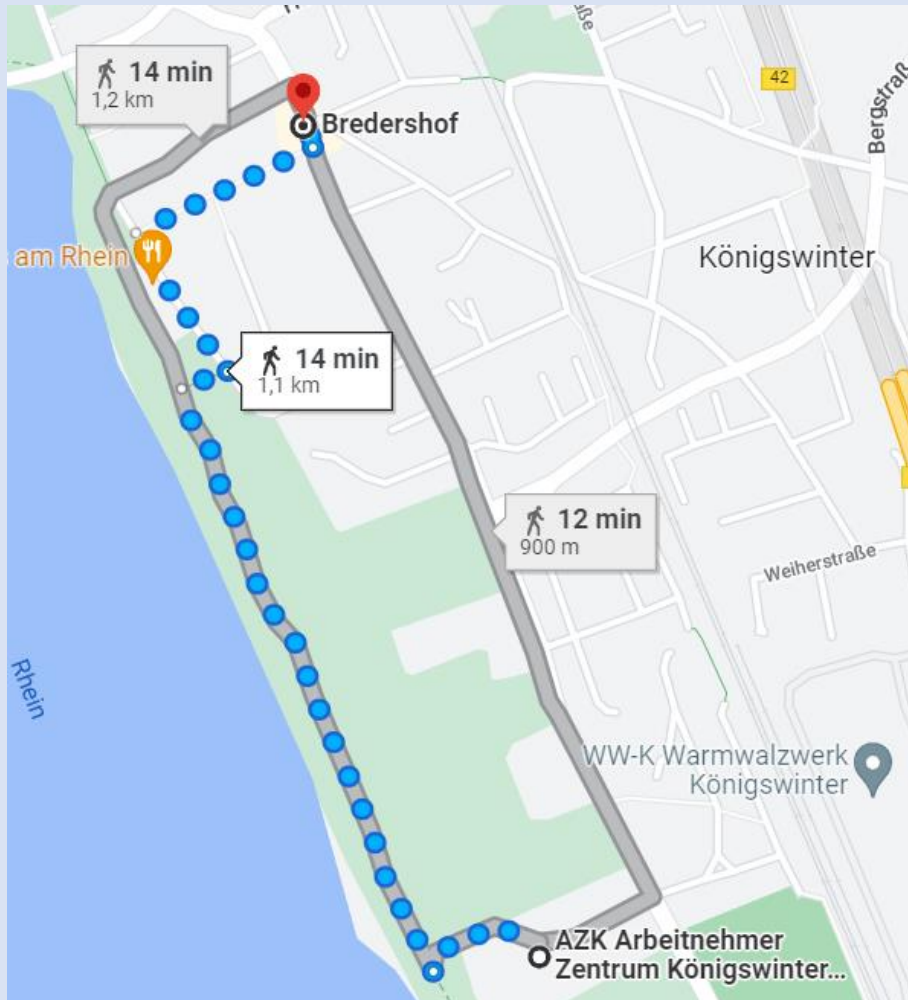 14 min
1,2 km
Bredershof
42
Bergstraß
am Rhein
Königswinter
14 min
1,1 km
12 min
900 m
Weiherstraße
Rhein
WW-K Warmwalzwerk
Königswinter
AZK Arbeitnehmer
Zentrum Königswinter...